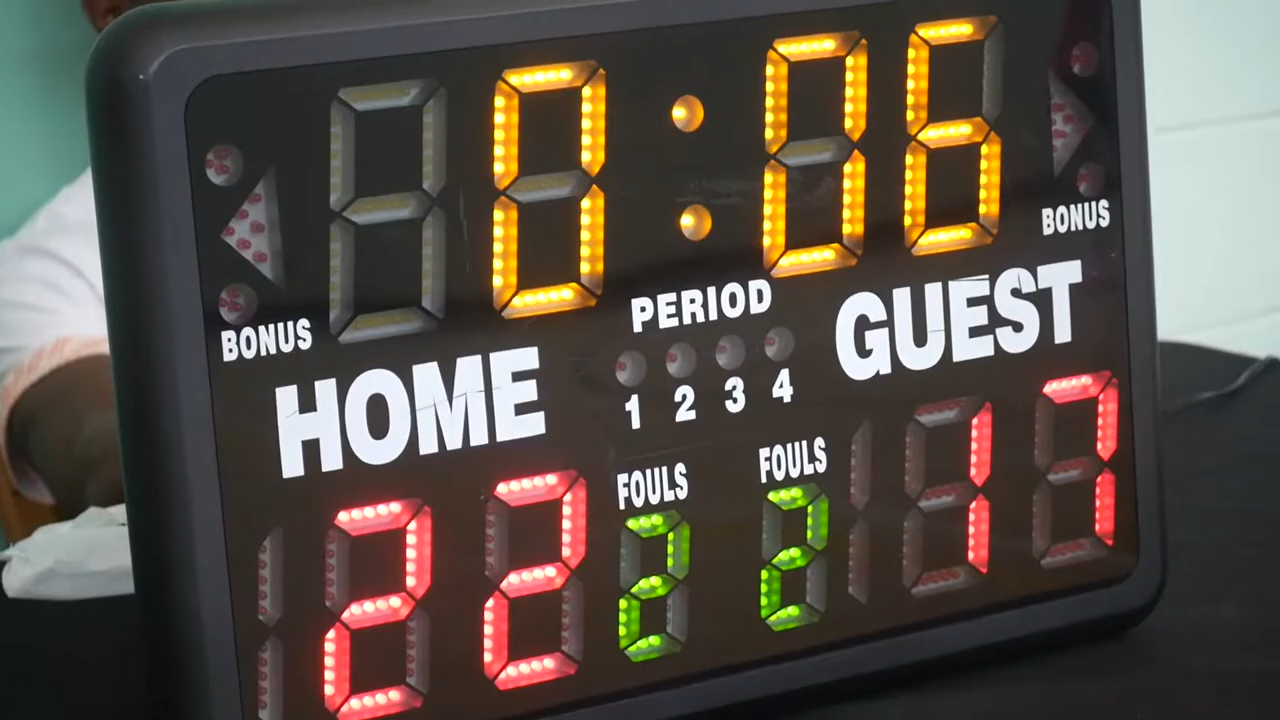 0:06
BONUS
BONUS
PERIOD
HOME
GUEST
1 2 3 4
FOULS
FOULS
22
2
2
17